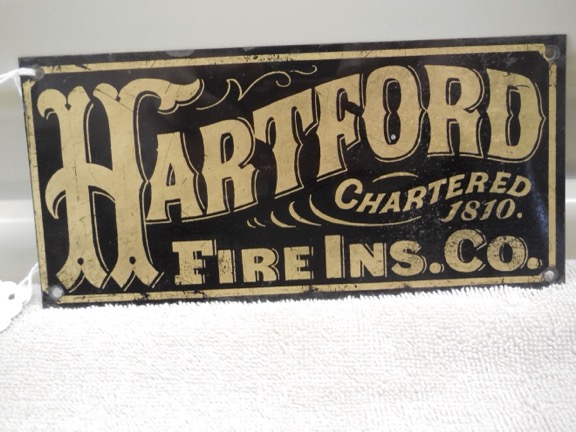 HARTFORD
CHARTERED
1810.
FIRE INS. CO.